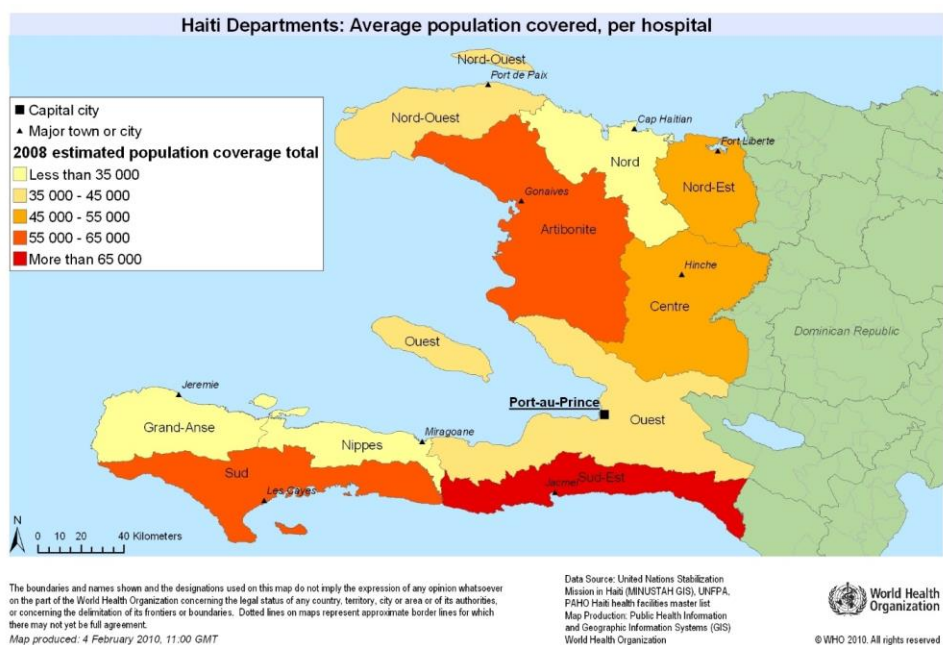 Haiti Departments: Average population covered, per hospital
Capital city
Major town or city
2008 estimated population coverage total
Less than 35 000
35 000 - 45 000
45 000 - 55 000
55 000 - 65 000
More than 65 000
Nord-Ouest
Port de Paix
Nord-Ouest
Cap Haitian
Nord
Fort Liberte
Nord-Est
Gonaives
Artibonite
Hinche
Centre
Dominican Republic
Ouest
Jeremie
Port-au-Prince
Grand-Anse
Ouest
Miragoane
Nippes
Sud
Sud-Est
Les Cayes
Jacmel
N
0 10 20 40 Kilometers
The boundaries and names shown and the designations used on this map do not imply the expression of any opinion whatsoever
on the part of the World Health Organization concerning the legal status of any country, territory, city or area or of its authorities,
or concerning the delimitation of its frontiers or boundaries. Dotted lines on maps represent approximate border lines for which
there may not yet be full agreement.
Map produced: 4 February 2010, 11:00 GMT
Data Source: United Nations Stabilization
Mission in Haiti (MINUSTAH GIS), UNFPA,
PAHO Haiti health facilities master list
Map Production: Public Health Information
and Geographic Information Systems (GIS)
World Health Organization
World Health
Organization
© WHO 2010. All rights reserved